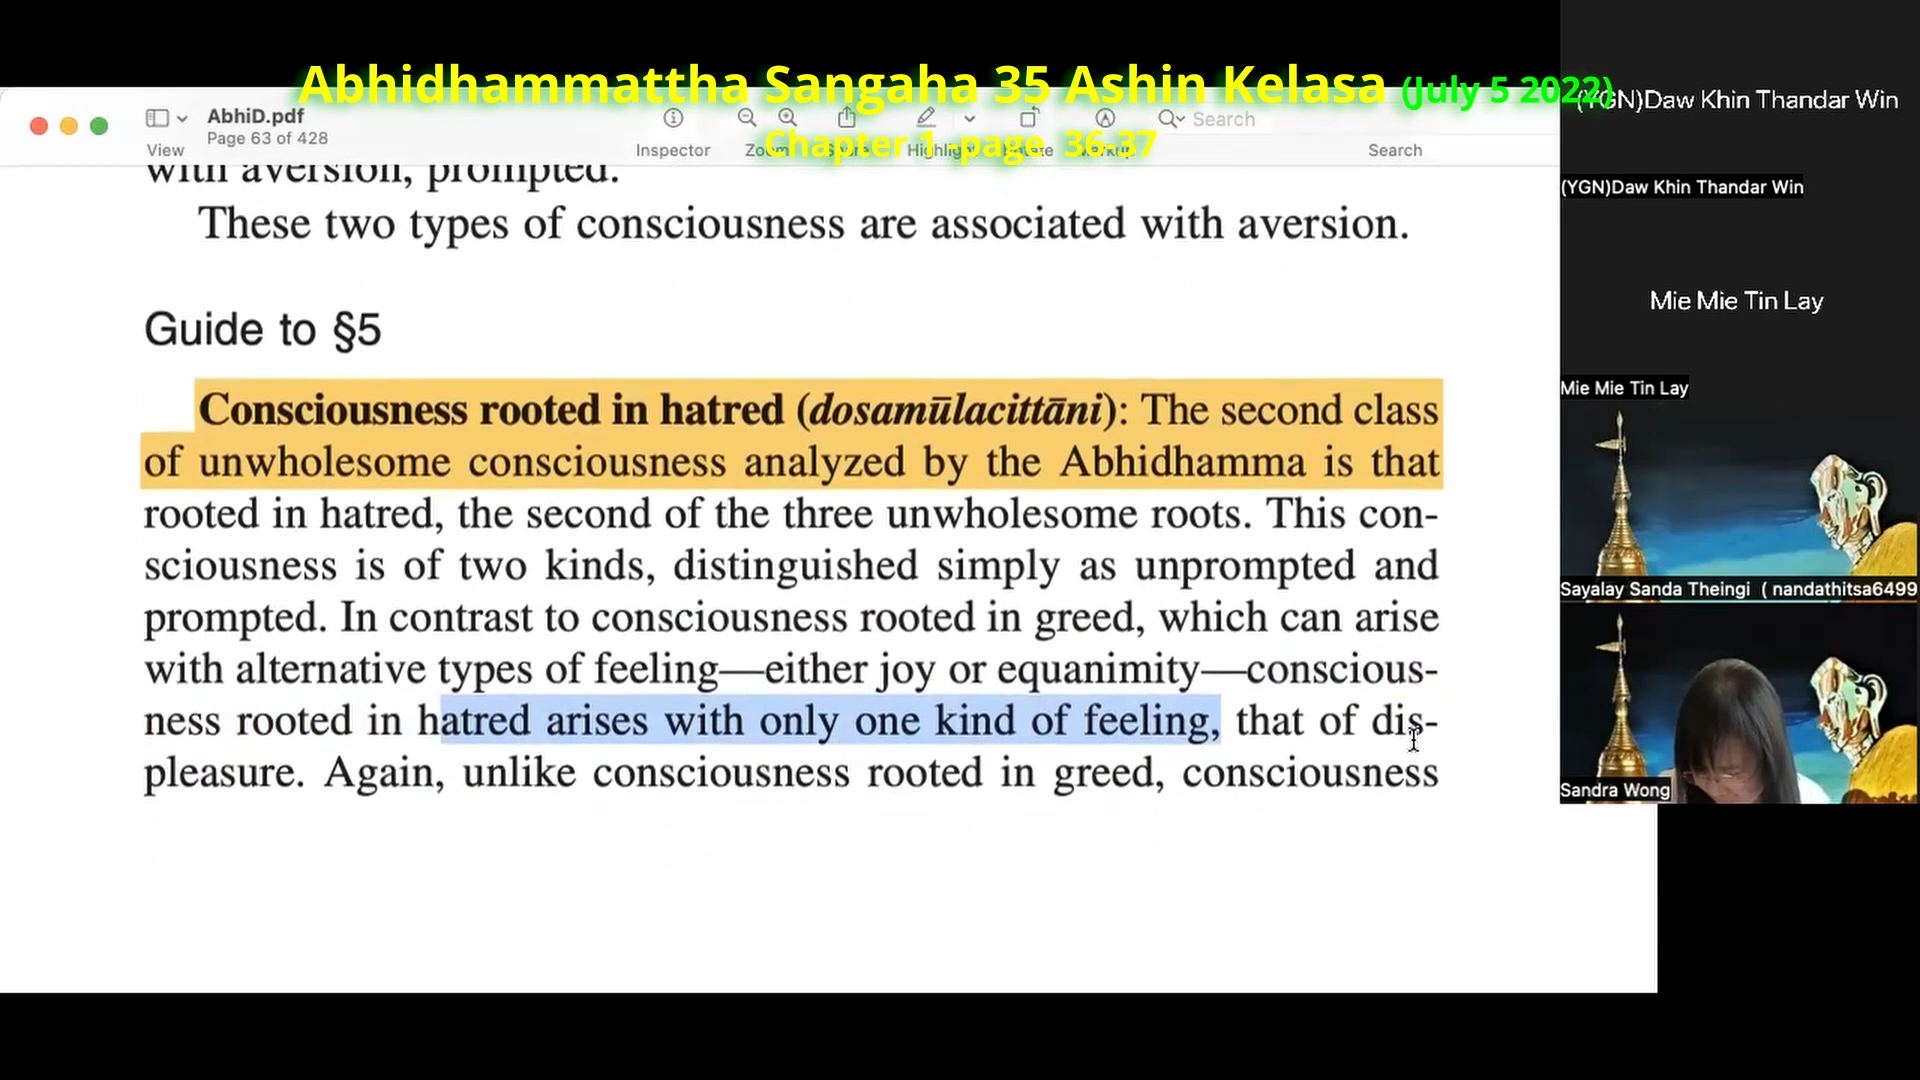 Abhidhammattha Sangaha 35 Ashin Kelasa (July 5 2022)
Chapter 1 -page 36-37
AbhiD.pdf
Page 63 of 428
View
Inspector
Search
Search
with aversion, prompted.
These two types of consciousness are associated with aversion.
Guide to §5
Consciousness rooted in hatred (dosamūlacittāni): The second class
of unwholesome consciousness analyzed by the Abhidhamma is that
rooted in hatred, the second of the three unwholesome roots. This con-
sciousness is of two kinds, distinguished simply as unprompted and
prompted. In contrast to consciousness rooted in greed, which can arise
with alternative types of feeling—either joy or equanimity—conscious-
ness rooted in hatred arises with only one kind of feeling, that of dis-
pleasure. Again, unlike consciousness rooted in greed, consciousness
(YGN)Daw Khin Thandar Win
(YGN)Daw Khin Thandar Win
Mie Mie Tin Lay
Mie Mie Tin Lay
Sayalay Sanda Theingi ( nandathitsa6499
Sandra Wong